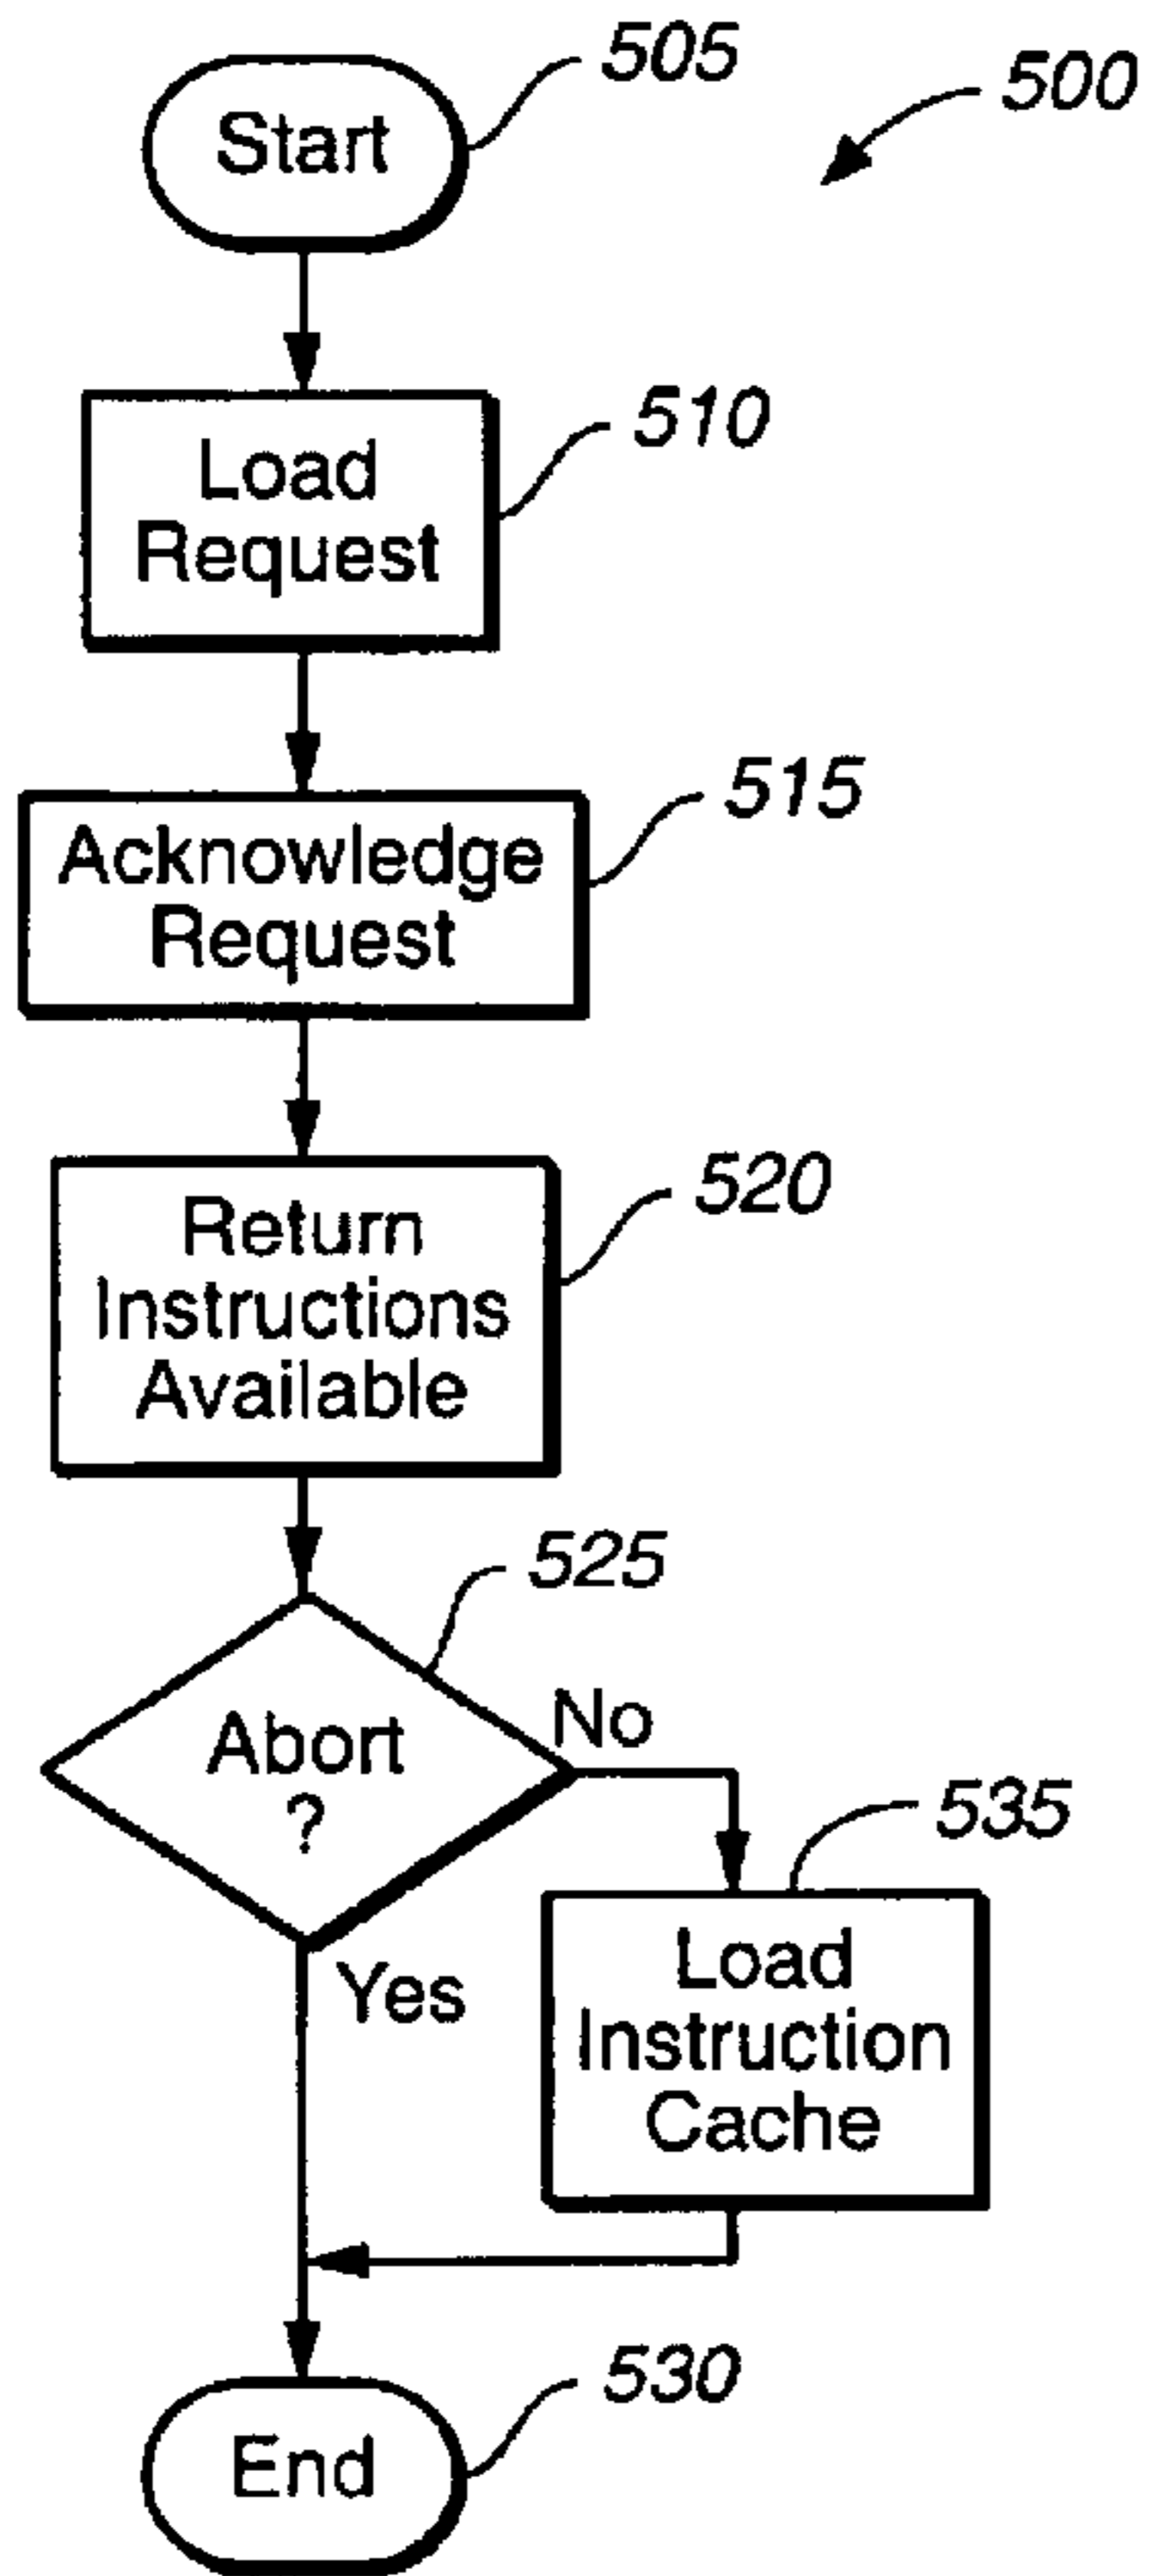 505
500
Start
510
Load
Request
515
Acknowledge
Request
520
Return
Instructions
Available
525
Abort
?
No
535
Yes
Load
Instruction
Cache
530
End